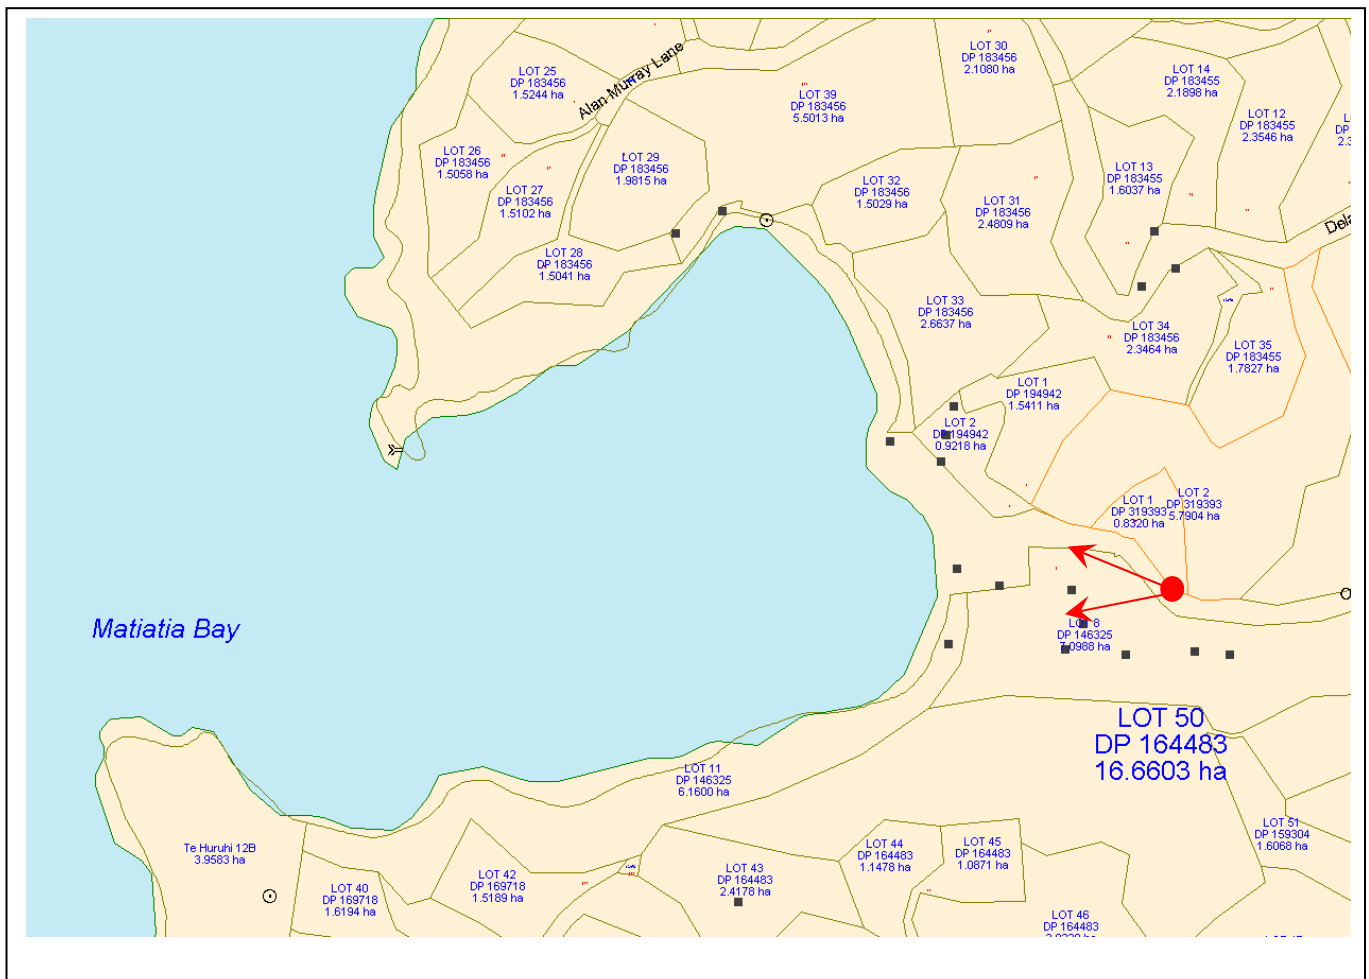 LOT 25
DP 183456
1.5244 ha
Alan Murray Lane
LOT 39
DP 183456
5.5013 ha
LOT 30
DP 183456
2.1080 ha
LOT 14
DP 183455
2.1898 ha
LOT 12
DP 183455
2.3546 ha
LOT 26
DP 183456
1.5058 ha
LOT 27
DP 183456
1.5102 ha
LOT 29
DP 183456
1.9815 ha
LOT 32
DP 183456
1.5029 ha
LOT 31
DP 183456
2.4809 ha
LOT 13
DP 183455
1.6037 ha
Dela
LOT 28
DP 183456
1.5041 ha
LOT 33
DP 183456
2.6637 ha
LOT 34
DP 183456
2.3464 ha
LOT 35
DP 183455
1.7827 ha
LOT 1
DP 194942
1.5411 ha
LOT 2
DP 194942
0.9218 ha
LOT 1
DP 319393
0.8320 ha
LOT 2
DP 319393
5.7904 ha
O
Matiatia Bay
LOT 8
DP 146325
7.0988 ha
LOT 50
DP 164483
16.6603 ha
LOT 11
DP 146325
6.1600 ha
LOT 51
DP 159304
1.6068 ha
Te Huruhi 12B
3.9583 ha
LOT 40
DP 169718
1.6194 ha
LOT 42
DP 169718
1.5189 ha
LOT 43
DP 164483
2.4178 ha
LOT 44
DP 164483
1.1478 ha
LOT 45
DP 164483
1.0871 ha
LOT 46
DP 164483